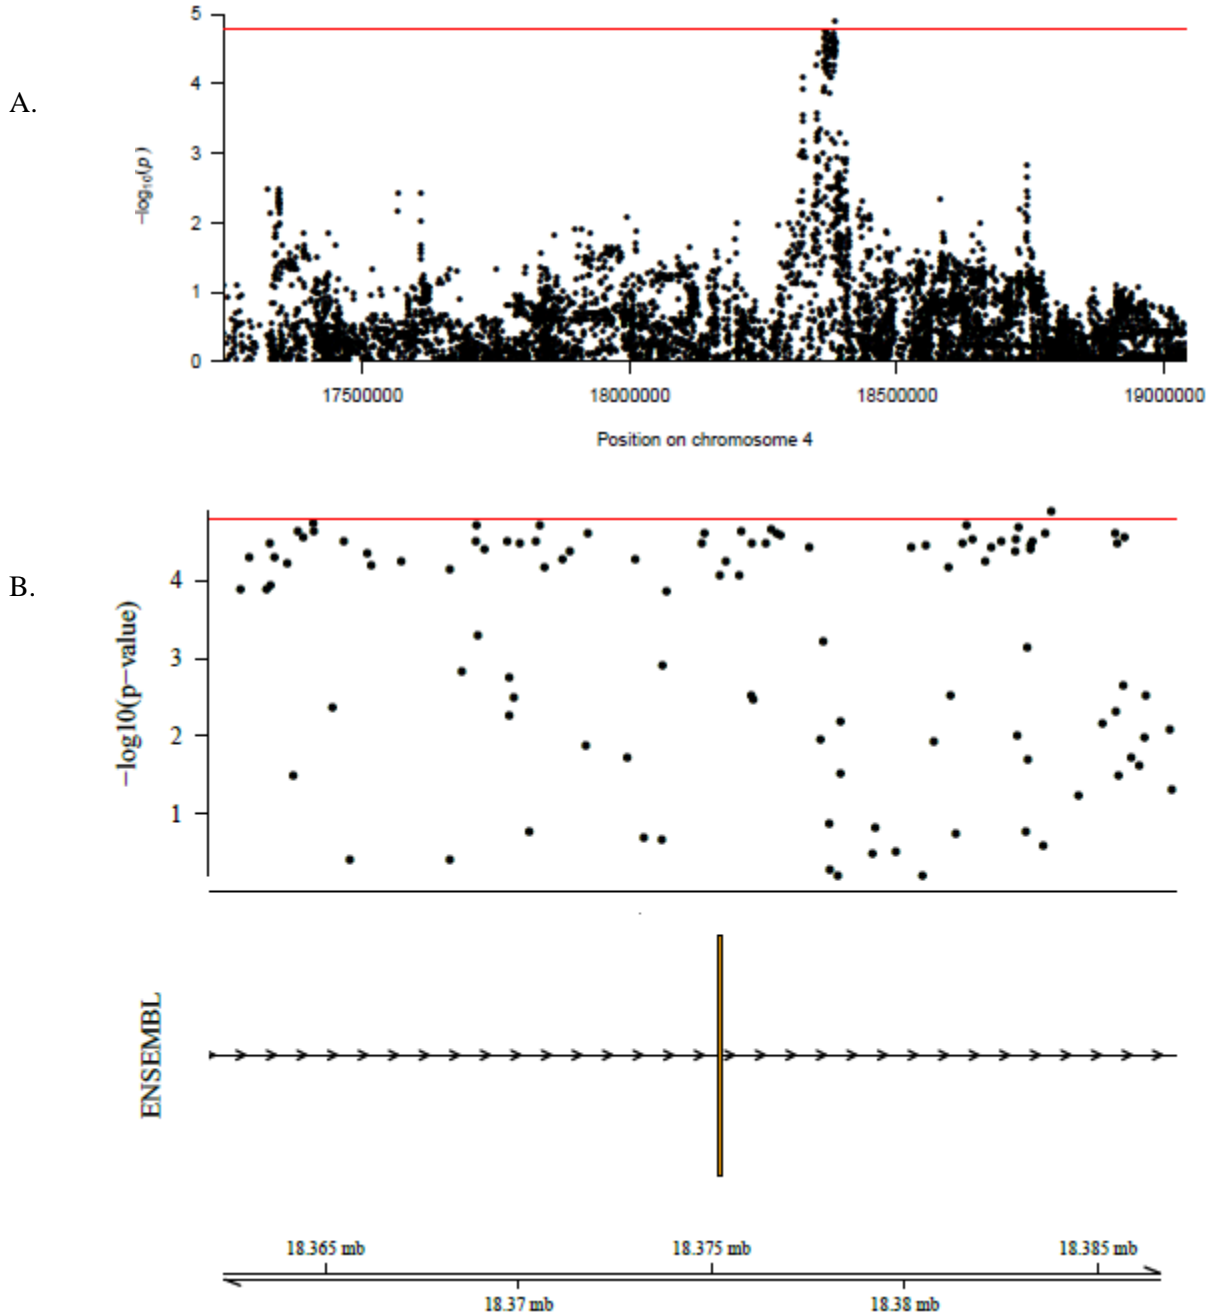 A.
5
4
3
2
1
0
−log10(p)
17500000 18000000 18500000 19000000
Position on chromosome 4
B.
4
3
2
1
−log10(p−value)
ENSEMBL
18.365 mb 18.375 mb 18.385 mb
18.37 mb 18.38 mb